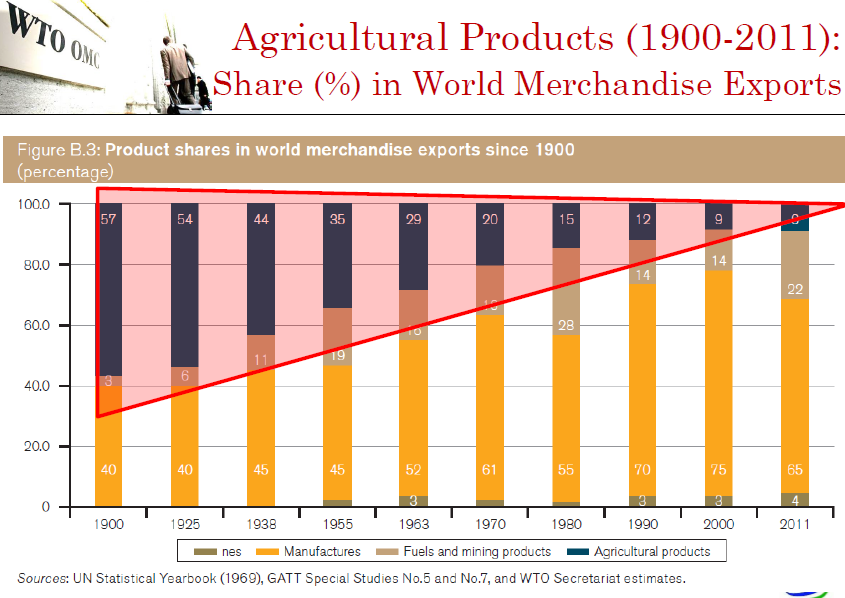 WTO OMC
Agricultural Products (1900-2011):
Share (%) in World Merchandise Exports
Figure B.3: Product shares in world merchandise exports since 1900
(percentage)
100.0
80.0
60.0
40.0
20.0
0
57 54 44 35 29 20 15 12 9 9
3 6 11 19 18 28 14 14 22
40 40 45 45 52 61 55 70 75 65
3 3 3 4
1900 1925 1938 1955 1963 1970 1980 1990 2000 2011
nes Manufactures Fuels and mining products Agricultural products
Sources: UN Statistical Yearbook (1969), GATT Special Studies No.5 and No.7, and WTO Secretariat estimates.